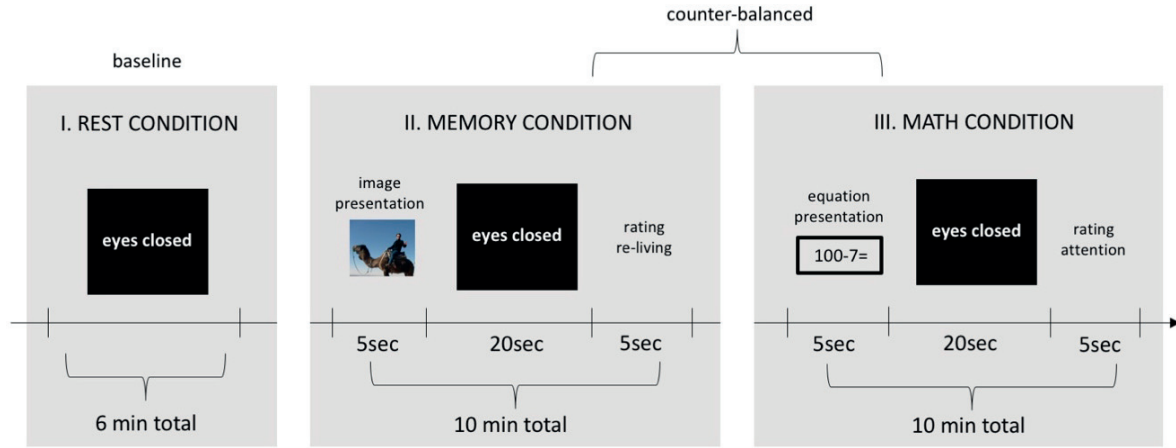 counter-balanced
baseline
I. REST CONDITION
eyes closed
6 min total
II. MEMORY CONDITION
image
presentation
eyes closed
rating
re-living
5sec
20sec
5sec
10 min total
III. MATH CONDITION
equation
presentation
100-7=
eyes closed
rating
attention
5sec
20sec
5sec
10 min total